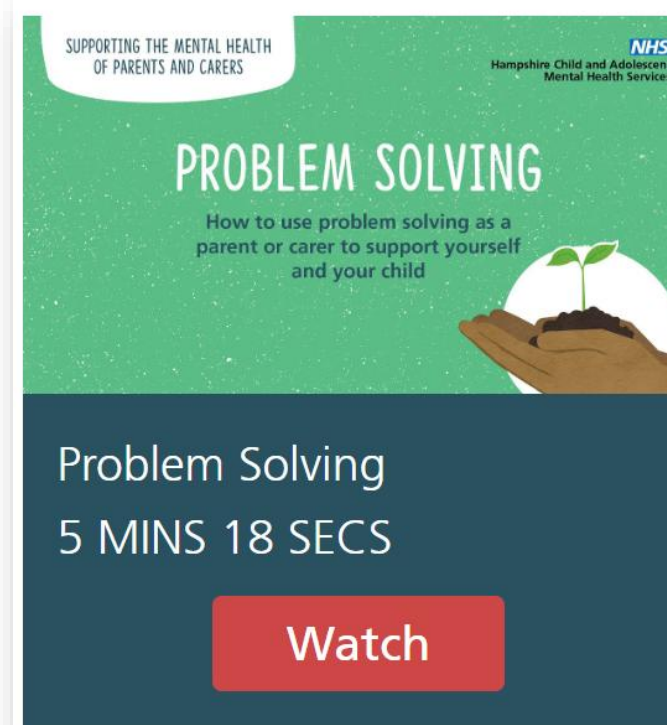 SUPPORTING THE MENTAL HEALTH
OF PARENTS AND CARERS
NHS
Hampshire Child and Adolescen
Mental Health Service
PROBLEM SOLVING
How to use problem solving as a
parent or carer to support yourself
and your child
Problem Solving
5 MINS 18 SECS
Watch